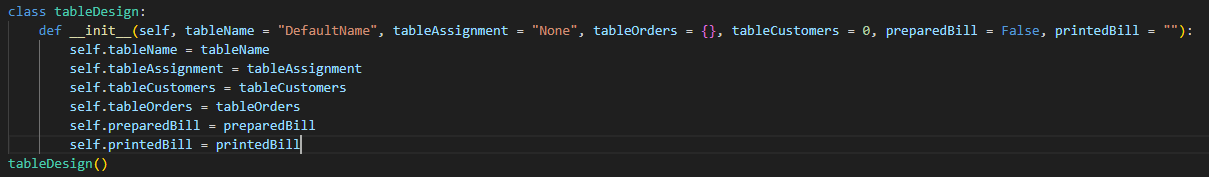 class tableDesign:
    def __init__(self, tableName = "DefaultName", tableAssignment = "None", tableOrders = {}, tableCustomers = 0, preparedBill = False, printedBill = ""):
        self.tableName = tableName
        self.tableAssignment = tableAssignment
        self.tableCustomers = tableCustomers
        self.tableOrders = tableOrders
        self.preparedBill = preparedBill
        self.printedBill = printedBill
tableDesign()